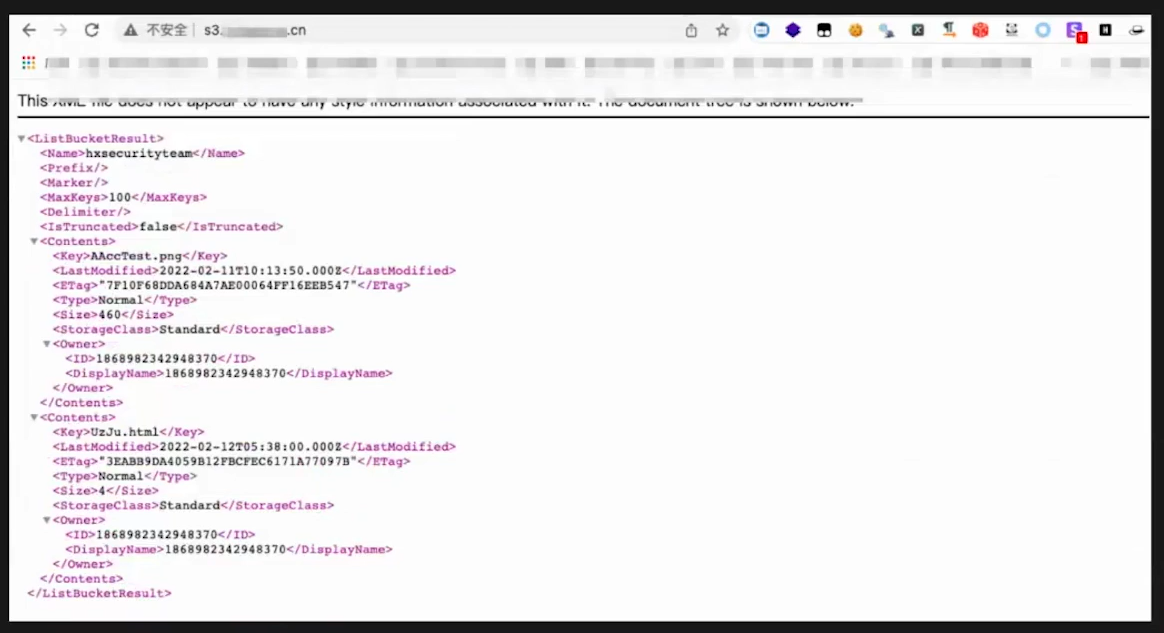 不安全 s3. .cn
This XML file does not appear to have any style information associated with it. The document tree is shown below.
<ListBucketResult>
<Name>hxsecurityteam</Name>
<Prefix/>
<Marker/>
<MaxKeys>100</MaxKeys>
<Delimiter/>
<IsTruncated>false</IsTruncated>
<Contents>
<Key>AAccTest.png</Key>
<LastModified>2022-02-11T10:13:50.000Z</LastModified>
<ETag>"7F10F68DDA684A7AE00064FF16EEB547"</ETag>
<Type>Normal</Type>
<Size>460</Size>
<StorageClass>Standard</StorageClass>
<Owner>
<ID>1868982342948370</ID>
<DisplayName>1868982342948370</DisplayName>
</Owner>
</Contents>
<Contents>
<Key>UzJu.html</Key>
<LastModified>2022-02-12T05:38:00.000Z</LastModified>
<ETag>"3EABB9DA4059B12FBCFEC6171A77097B"</ETag>
<Type>Normal</Type>
<Size>4</Size>
<StorageClass>Standard</StorageClass>
<Owner>
<ID>1868982342948370</ID>
<DisplayName>1868982342948370</DisplayName>
</Owner>
</Contents>
</ListBucketResult>